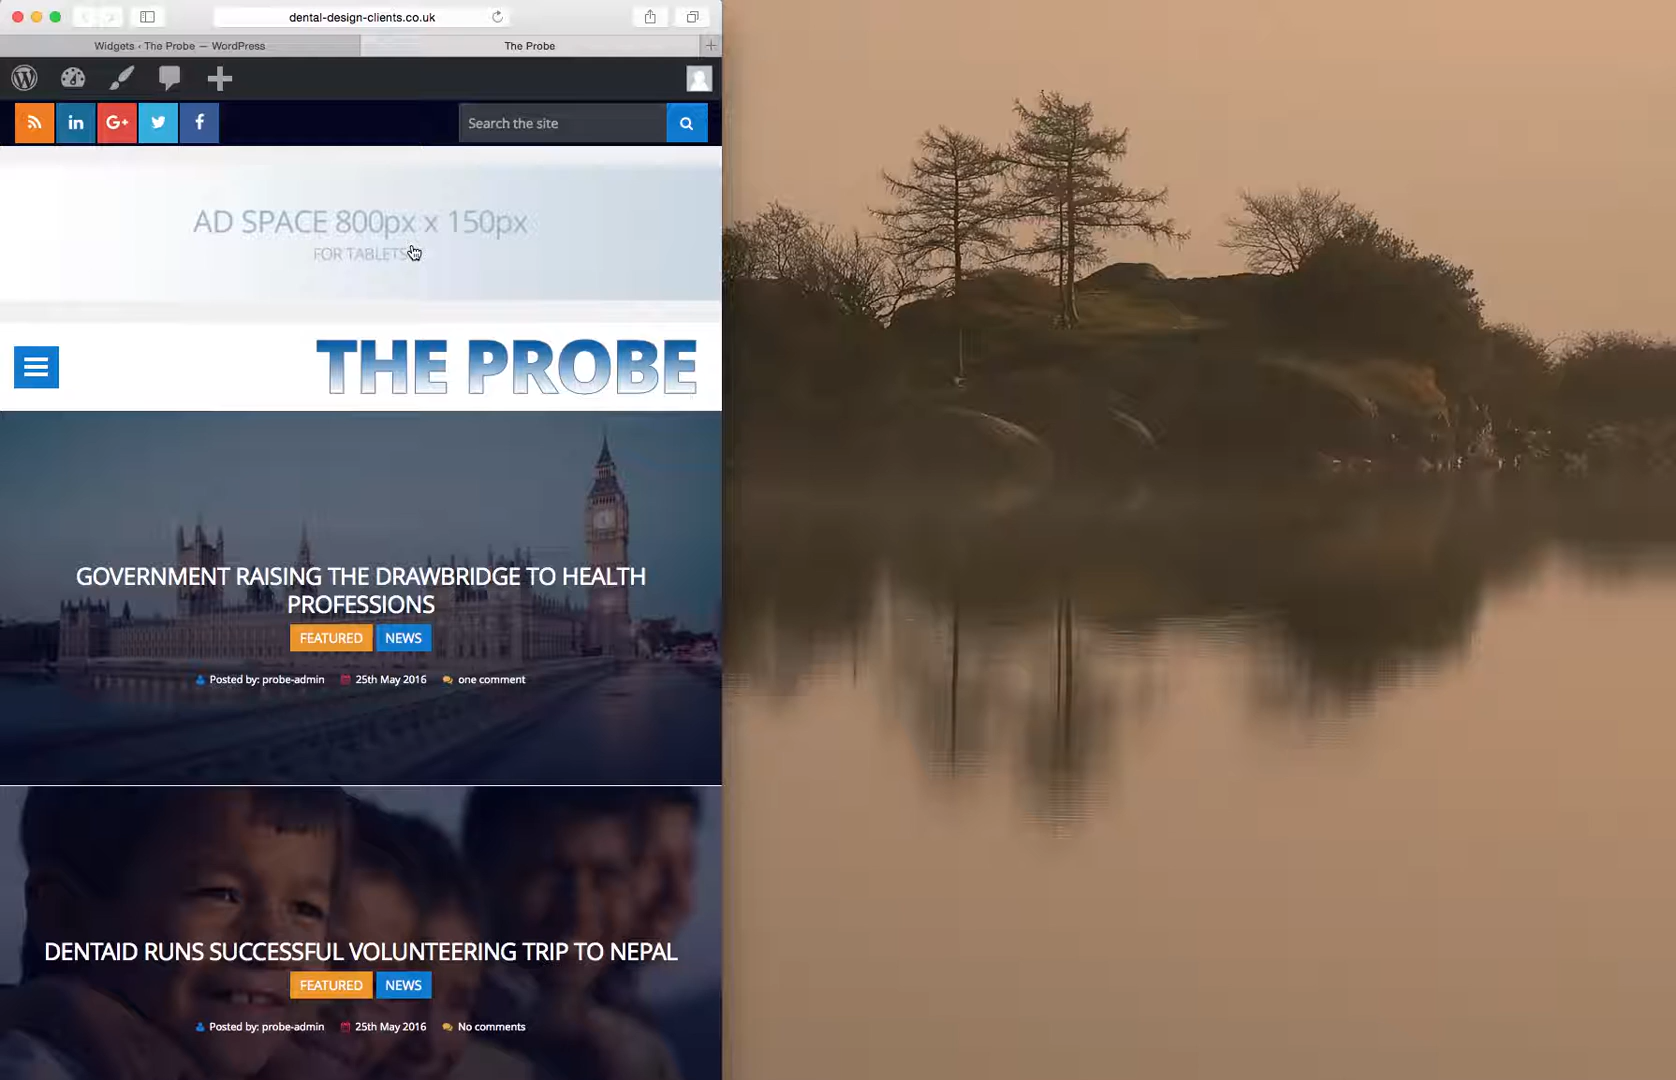 dental-design-clients.co.uk
Widgets ‹ The Probe — WordPress
The Probe
Search the site
AD SPACE 800px x 150px
FOR TABLETS
THE PROBE
GOVERNMENT RAISING THE DRAWBRIDGE TO HEALTH
PROFESSIONS
FEATURED NEWS
Posted by: probe-admin 25th May 2016 one comment
DENTAID RUNS SUCCESSFUL VOLUNTEERING TRIP TO NEPAL
FEATURED NEWS
Posted by: probe-admin 25th May 2016 No comments